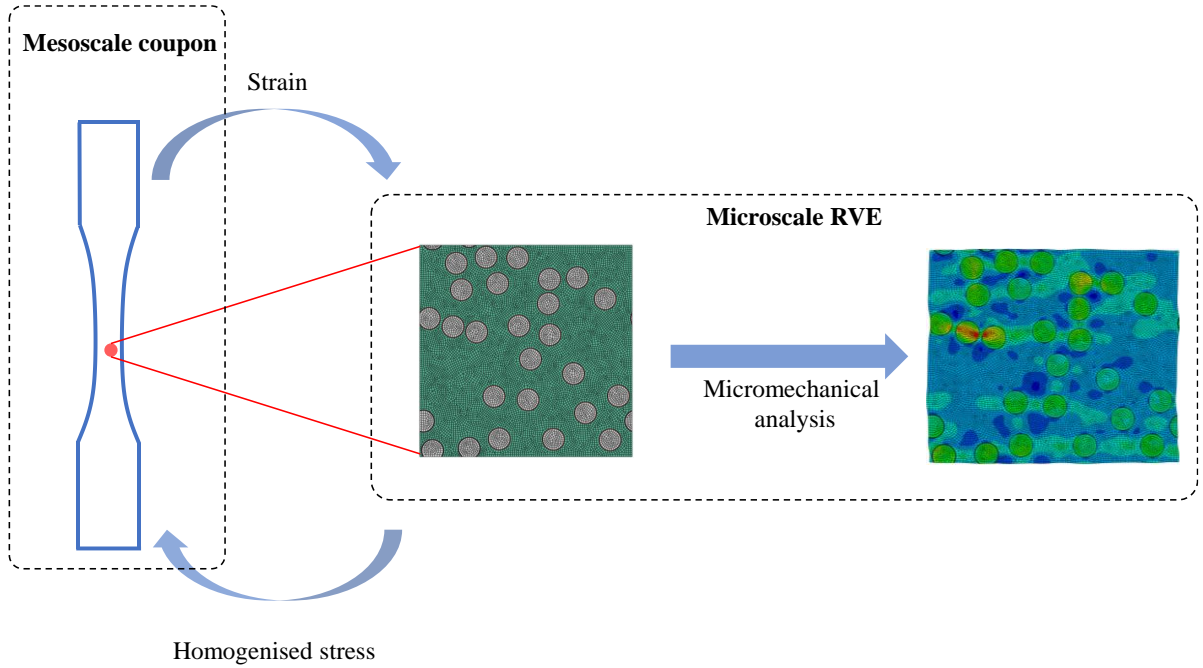 Mesoscale coupon
Strain
Microscale RVE
Micromechanical
analysis
Homogenised stress